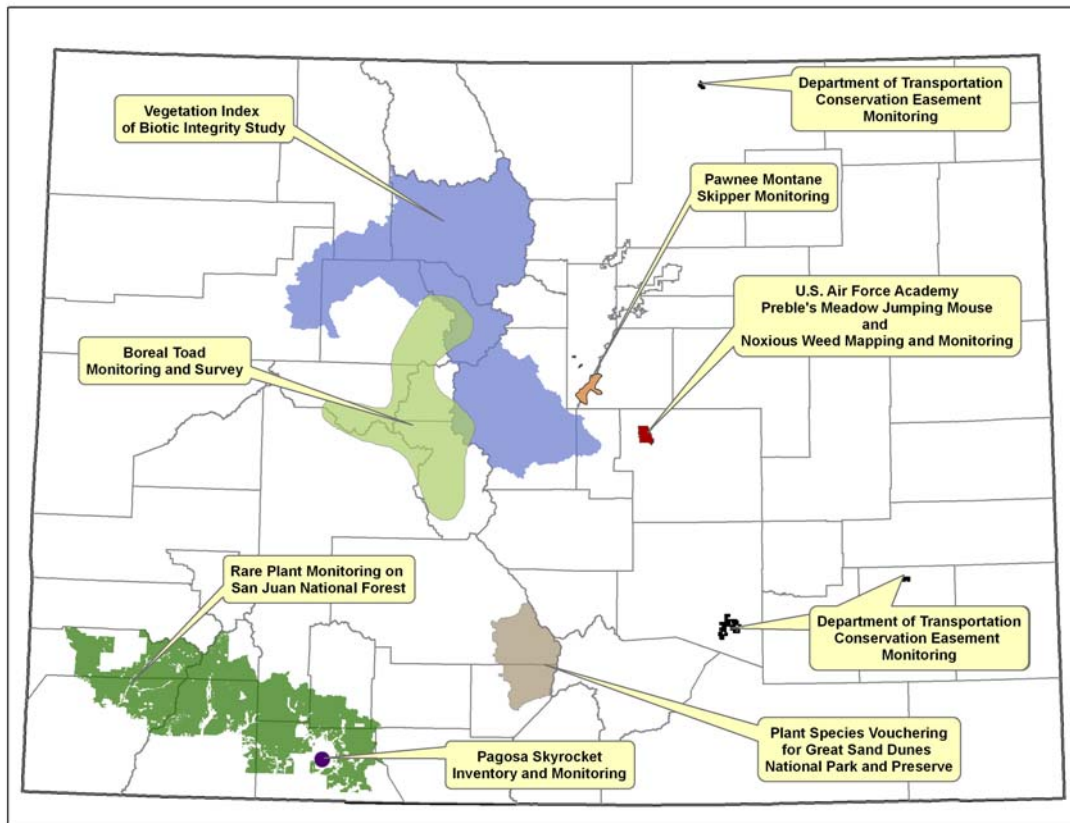 Department of Transportation
Conservation Easement
Monitoring
Vegetation Index
of Biotic Integrity Study
Pawnee Montane
Skipper Monitoring
U.S. Air Force Academy
Preble's Meadow Jumping Mouse
and
Noxious Weed Mapping and Monitoring
Boreal Toad
Monitoring and Survey
Rare Plant Monitoring on
San Juan National Forest
Department of Transportation
Conservation Easement
Monitoring
Plant Species Vouchering
for Great Sand Dunes
National Park and Preserve
Pagosa Skyrocket
Inventory and Monitoring